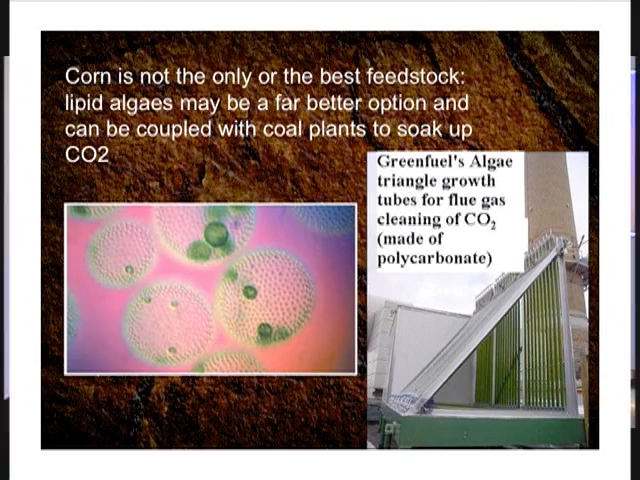 Corn is not the only or the best feedstock:
lipid algaes may be a far better option and
can be coupled with coal plants to soak up
CO2
Greenfuel's Algae
triangle growth
tubes for flue gas
cleaning of CO₂
(made of
polycarbonate)